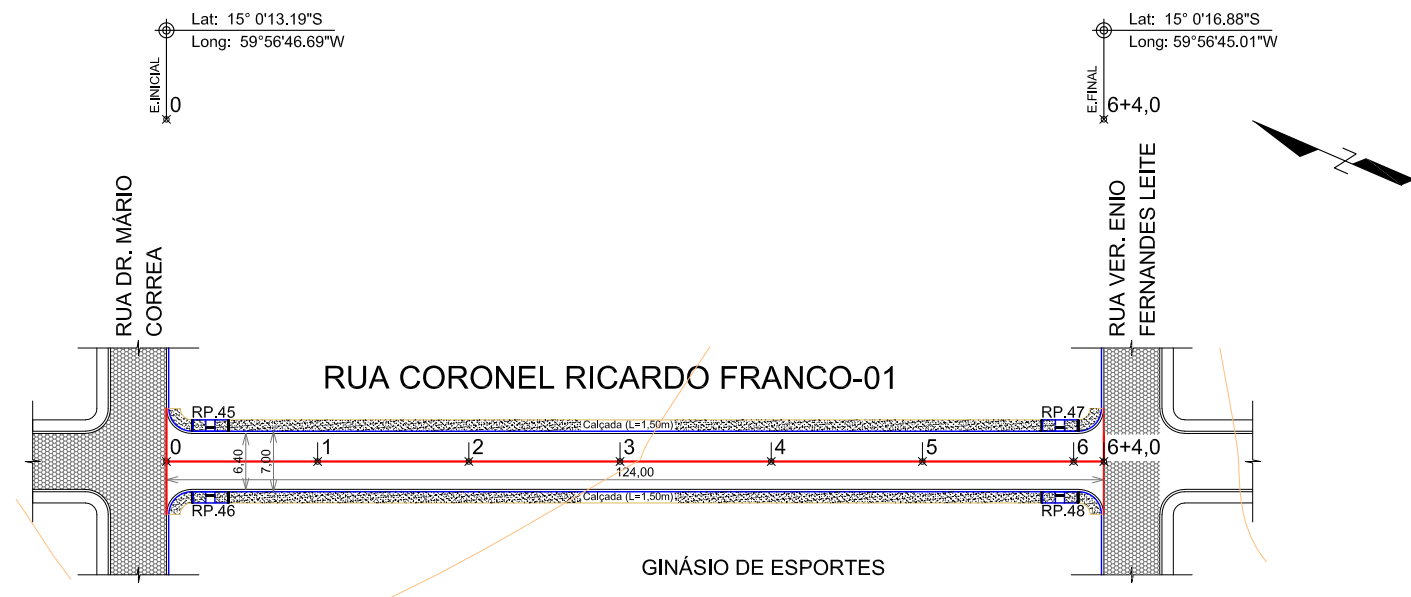 Lat: 15° 0'13.19"S
Long: 59°56'46.69"W
E.INICIAL
0
Lat: 15° 0'16.88"S
Long: 59°56'45.01"W
E.FINAL
6+4,0
N
RUA DR. MÁRIO
CORREA
RUA VER. ENIO
FERNANDES LEITE
RUA CORONEL RICARDO FRANCO-01
RP.45
RP.47
Calçada (L=1,50m)
0
1
2
3
4
5
6
6+4,0
6,40
7,00
124,00
Calçada (L=1,50m)
RP.46
RP.48
GINÁSIO DE ESPORTES